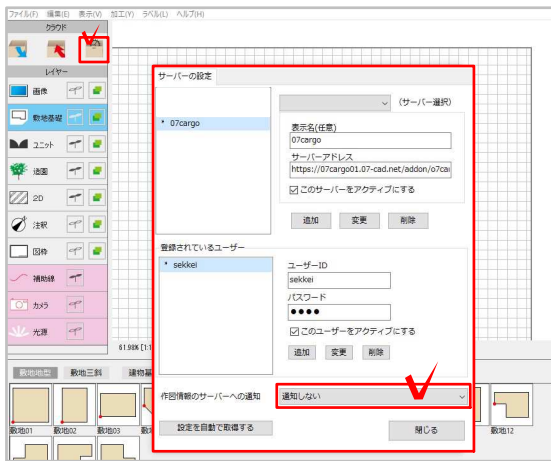 ファイル(F) 編集(E) 表示(V) 加工(Y) ラベル(L) ヘルプ(H)
クラウド
レイヤー
画像
敷地基礎
ユニット
造園
2D
注釈
図枠
補助線
カメラ
光源
サーバーの設定
(サーバー選択)
* 07cargo
表示名(任意)
07cargo
サーバーアドレス
https://07cargo01.07-cad.net/addon/o7car
このサーバーをアクティブにする
追加 変更 削除
登録されているユーザー
* sekkei
ユーザーID
sekkei
パスワード
●●●●
このユーザーをアクティブにする
追加 変更 削除
作図情報のサーバーへの通知 通知しない
設定を自動で取得する 閉じる
61.98% [1:1
敷地地型 敷地三斜 建物基
敷地01 敷地02 敷地03 敷地12